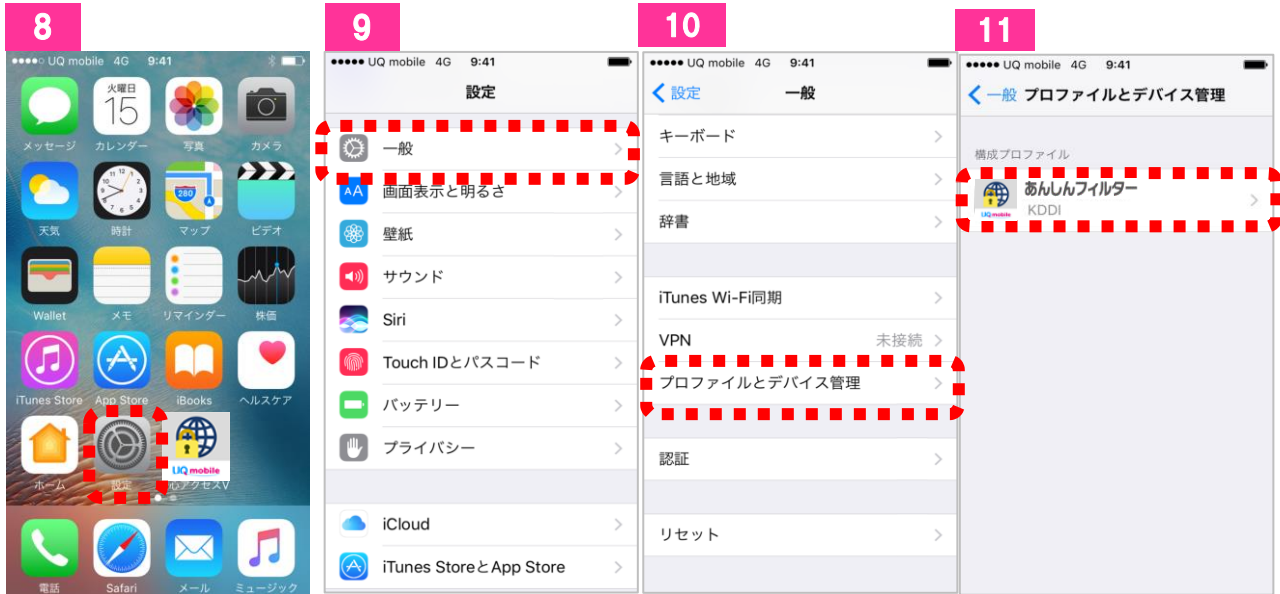 8
UQ mobile 4G 9:41
火曜日
15
メッセージ カレンダー 写真 カメラ
280
天気 時計 マップ ビデオ
Wallet メモ リマインダー 株価
iTunes Store App Store iBooks ヘルスケア
UQ mobile
ホーム 設定 心アクセスV
電話 Safari メール ミュージック
9
UQ mobile 4G 9:41
設定
一般
AA 画面表示と明るさ
壁紙
サウンド
Siri
Touch IDとパスコード
バッテリー
プライバシー
iCloud
iTunes StoreとApp Store
10
UQ mobile 4G 9:41
設定 一般
キーボード
言語と地域
辞書
iTunes Wi-Fi同期
VPN 未接続
プロファイルとデバイス管理
認証
リセット
11
UQ mobile 4G 9:41
一般 プロファイルとデバイス管理
構成プロファイル
あんしんフィルター
UQ mobile KDDI